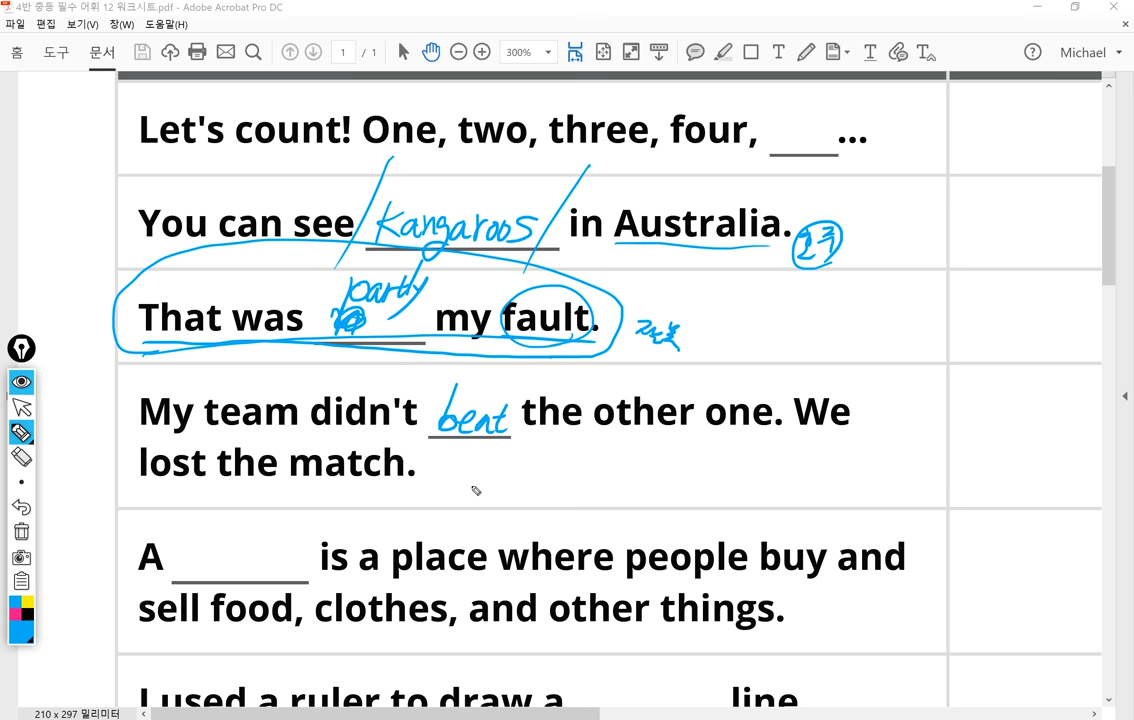 4반 중등 필수 어휘 12 워크시트.pdf - Adobe Acrobat Pro DC
파일 편집 보기(V) 창(W) 도움말(H)
홈 도구 문서 1 / 1 300% Michael
Let's count! One, two, three, four, ____...
You can see Kangaroos in Australia. 호주
That was partly my fault. 잘못
My team didn't beat the other one. We
lost the match.
A ________ is a place where people buy and
sell food, clothes, and other things.
I used a ruler to draw a line
210 x 297 밀리미터